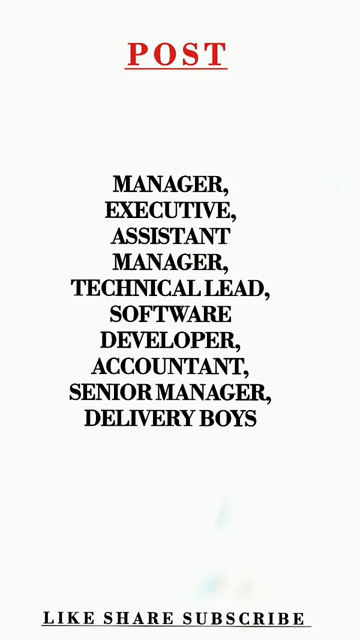 POST
MANAGER,
EXECUTIVE,
ASSISTANT
MANAGER,
TECHNICAL LEAD,
SOFTWARE
DEVELOPER,
ACCOUNTANT,
SENIOR MANAGER,
DELIVERY BOYS
LIKE SHARE SUBSCRIBE